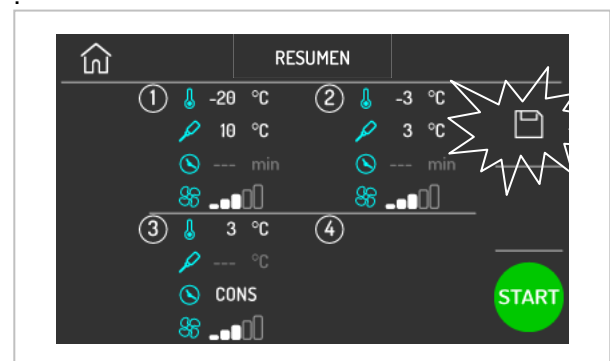 .
RESUMEN
1 -20 °C 2 -3 °C
10 °C 3 °C
--- min --- min
3 3 °C 4
--- °C
CONS
START